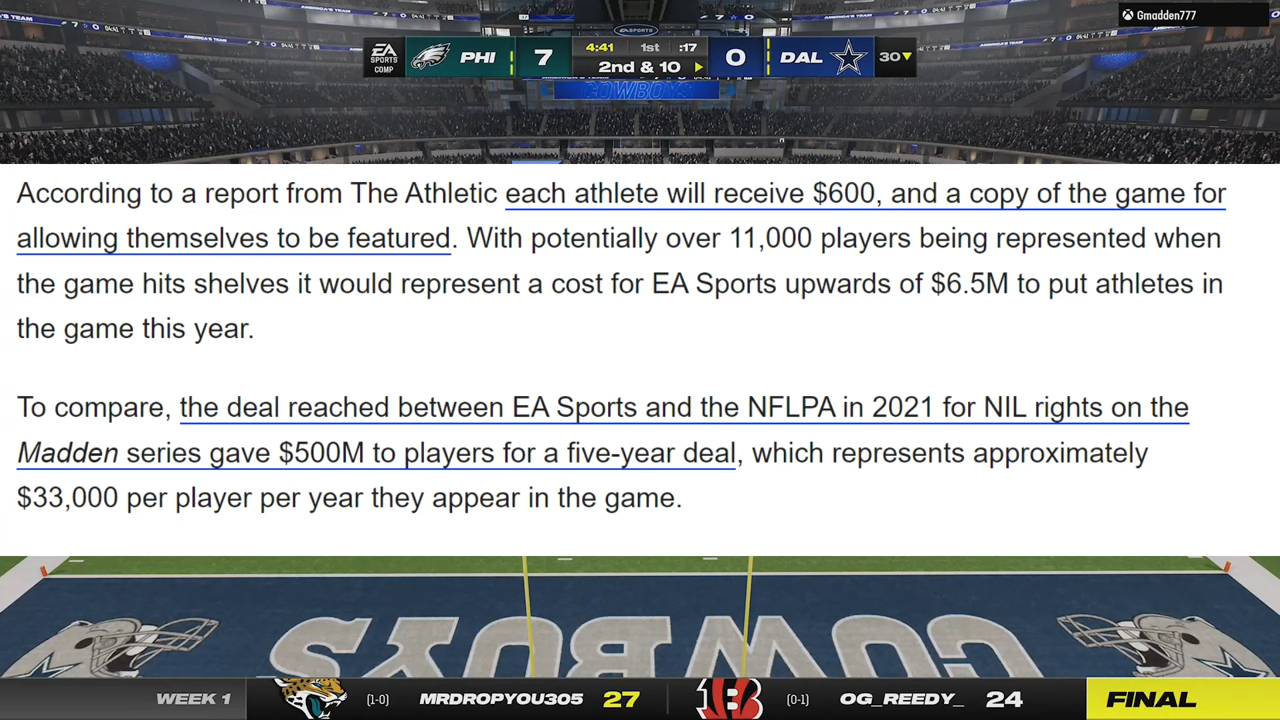 Gmadden777
EA SPORTS COMP PHI 7 4:41 1st :17 0 DAL 30
2nd & 10
COWBOYS
According to a report from The Athletic each athlete will receive $600, and a copy of the game for
allowing themselves to be featured. With potentially over 11,000 players being represented when
the game hits shelves it would represent a cost for EA Sports upwards of $6.5M to put athletes in
the game this year.
To compare, the deal reached between EA Sports and the NFLPA in 2021 for NIL rights on the
Madden series gave $500M to players for a five-year deal, which represents approximately
$33,000 per player per year they appear in the game.
COWBOYS
WEEK 1 (1-0) MRDROPYOU305 27 (0-1) OG_REEDY_ 24 FINAL